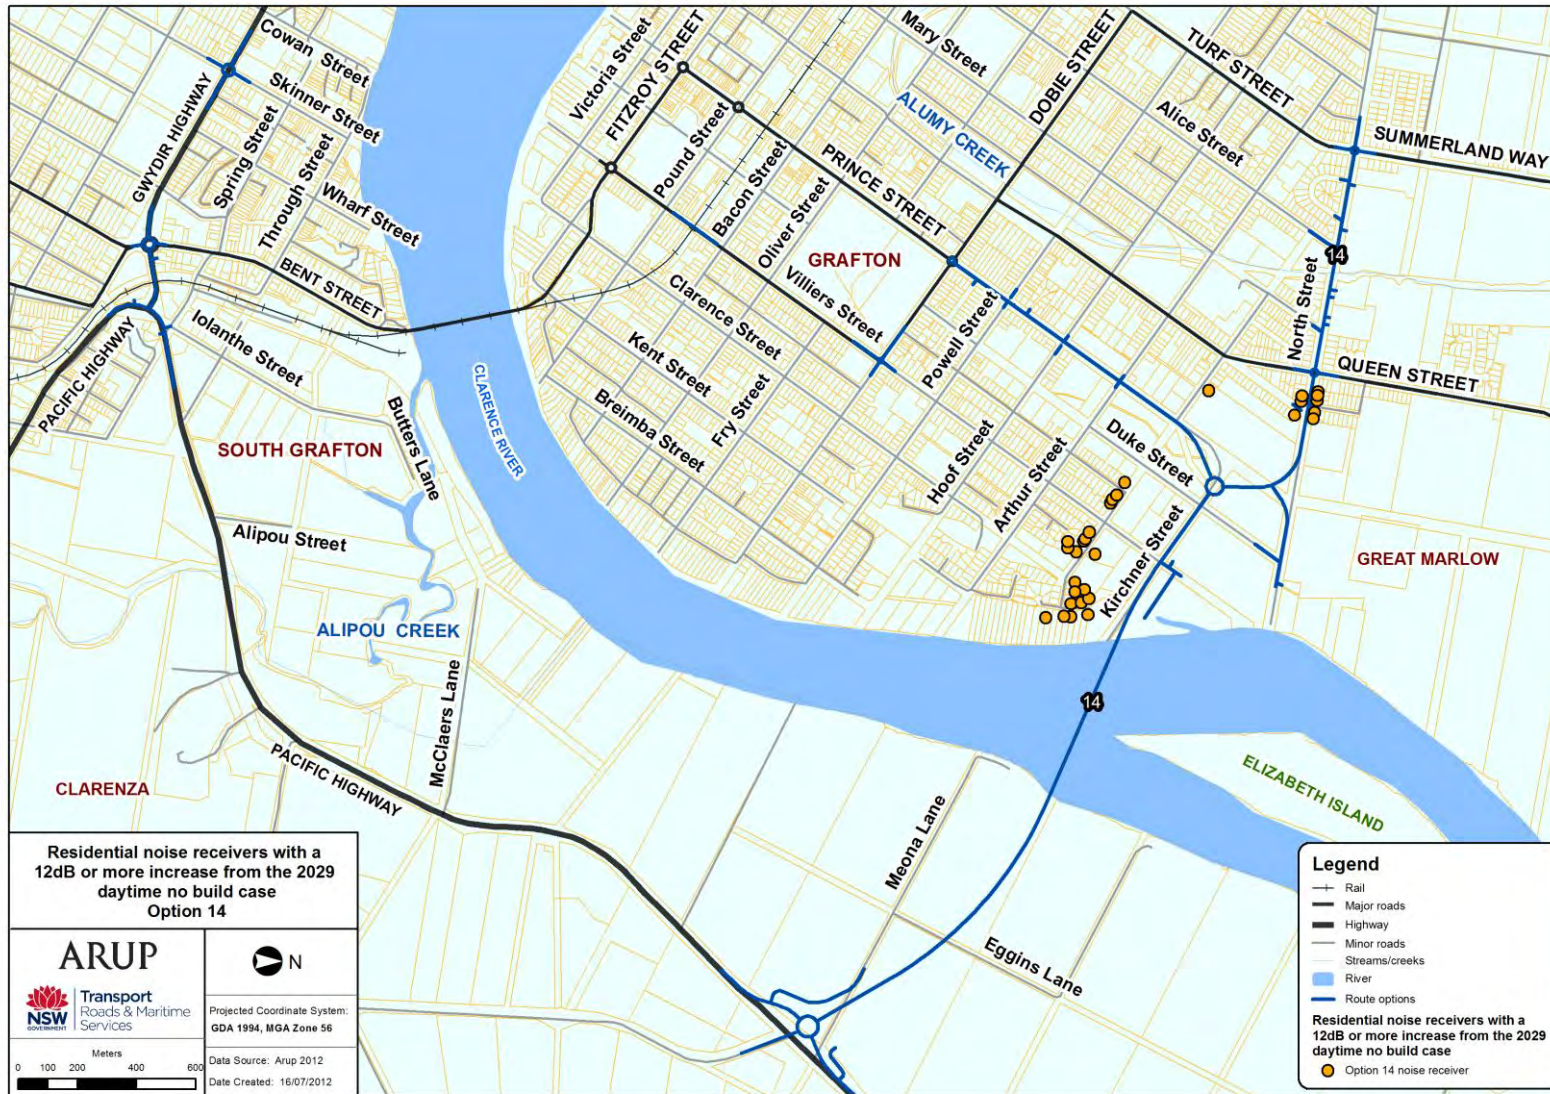 Cowan Street
Skinner Street
GWYDIR HIGHWAY
Spring Street
Through Street
Wharf Street
BENT STREET
PACIFIC HIGHWAY
Iolanthe Street
Butters Lane
SOUTH GRAFTON
Alipou Street
ALIPOU CREEK
McClaers Lane
PACIFIC HIGHWAY
CLARENZA
CLARENCE RIVER
Victoria Street
FITZROY STREET
Pound Street
Bacon Street
Oliver Street
PRINCE STREET
Mary Street
ALUMY CREEK
DOBIE STREET
TURF STREET
Alice Street
SUMMERLAND WAY
14
North Street
QUEEN STREET
GRAFTON
Villiers Street
Clarence Street
Kent Street
Breimba Street
Fry Street
Powell Street
Hoof Street
Arthur Street
Duke Street
Kirchner Street
GREAT MARLOW
14
ELIZABETH ISLAND
Meona Lane
Eggins Lane
Residential noise receivers with a
12dB or more increase from the 2029
daytime no build case
Option 14
ARUP
N
NSW
GOVERNMENT
Transport
Roads & Maritime
Services
Projected Coordinate System:
GDA 1994, MGA Zone 56
Meters
0 100 200 400 600
Data Source: Arup 2012
Date Created: 16/07/2012
Legend
Rail
Major roads
Highway
Minor roads
Streams/creeks
River
Route options
Residential noise receivers with a
12dB or more increase from the 2029
daytime no build case
Option 14 noise receiver